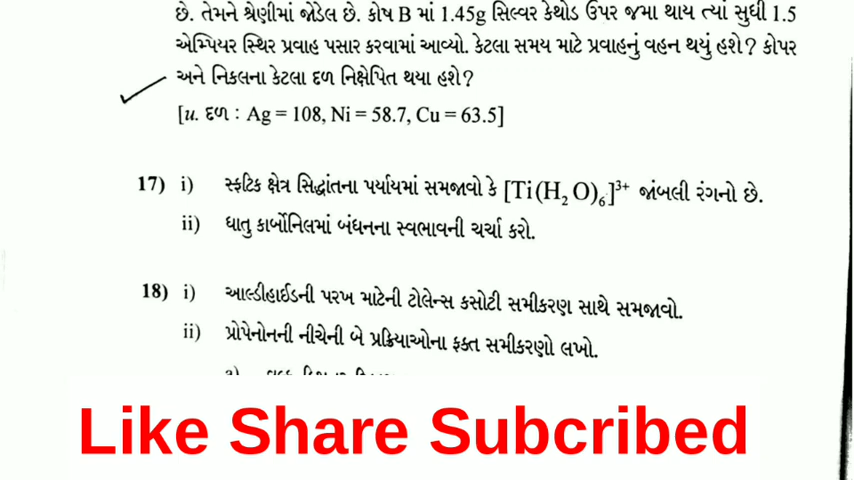 છે. તેમને શ્રેણીમાં જોડેલ છે. કોષ B માં 1.45g સિલ્વર કેથોડ ઉપર જમા થાય ત્યાં સુધી 1.5
એમ્પિયર સ્થિર પ્રવાહ પસાર કરવામાં આવ્યો. કેટલા સમય માટે પ્રવાહનું વહન થયું હશે? કોપર
અને નિકલના કેટલા દળ નિક્ષેપિત થયા હશે?
[u. દળ : Ag = 108, Ni = 58.7, Cu = 63.5]
17) i) સ્ફટિક ક્ષેત્ર સિદ્ધાંતના પર્યાયમાં સમજાવો કે [Ti(H₂O)₆]³⁺ જાંબલી રંગનો છે.
ii) ધાતુ કાર્બોનિલમાં બંધનના સ્વભાવની ચર્ચા કરો.
18) i) આલ્ડીહાઈડની પરખ માટેની ટોલેન્સ કસોટી સમીકરણ સાથે સમજાવો.
ii) પ્રોપેનોનની નીચેની બે પ્રક્રિયાઓના ફક્ત સમીકરણો લખો.
a)
Like Share Subcribed